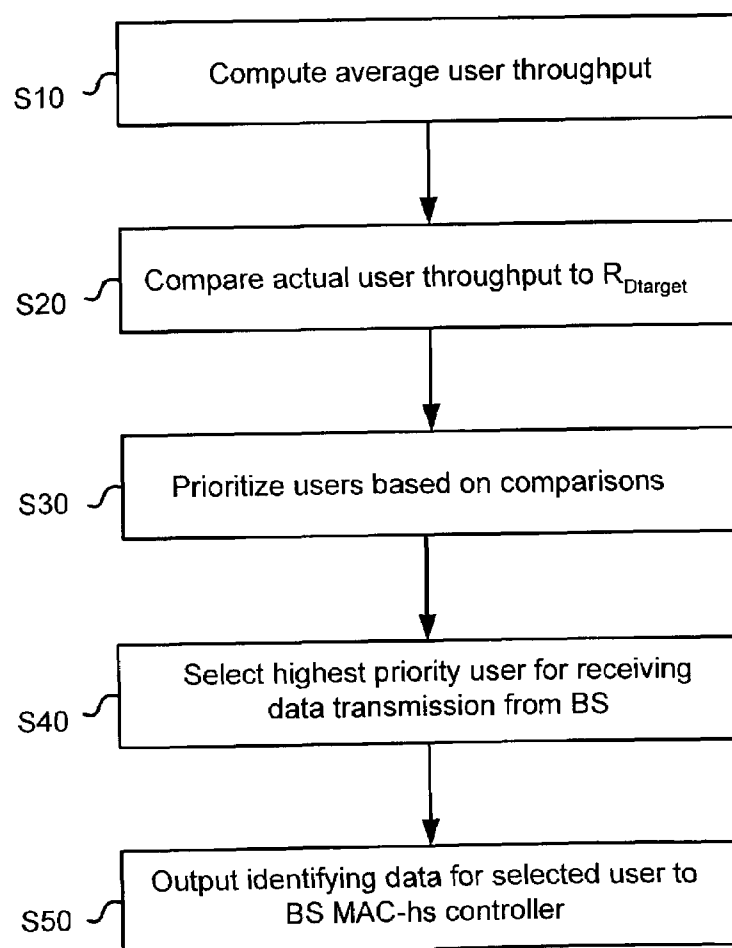 S10
Compute average user throughput
S20
Compare actual user throughput to R_Dtarget
S30
Prioritize users based on comparisons
S40
Select highest priority user for receiving
data transmission from BS
S50
Output identifying data for selected user to
BS MAC-hs controller